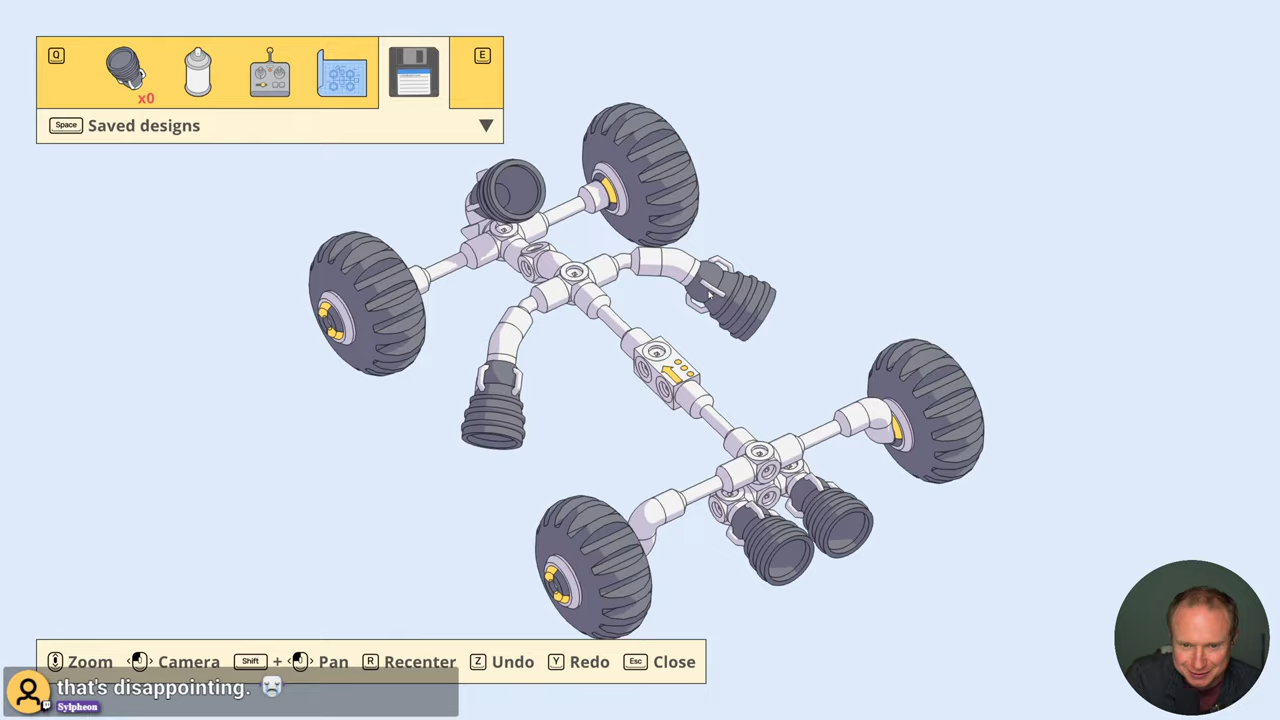 Q
x0
E
Space Saved designs
Zoom Camera Shift + Pan R Recenter Z Undo Y Redo Esc Close
that's disappointing.
Sylpheon